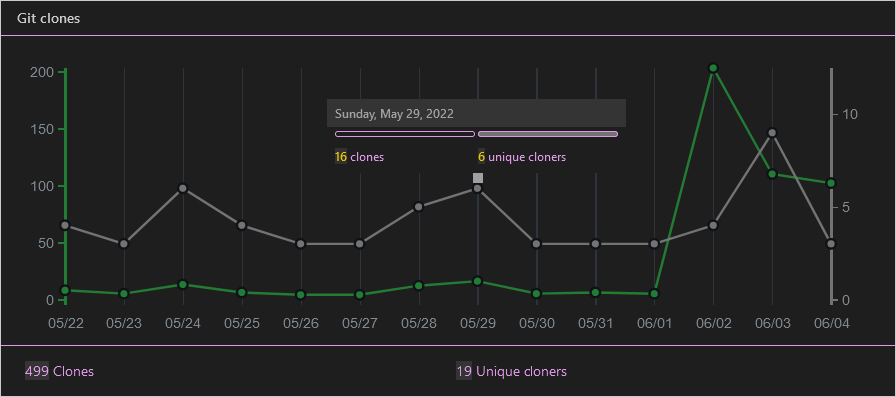 Git clones
200
150
100
50
0
10
5
0
Sunday, May 29, 2022
16 clones
6 unique cloners
05/22 05/23 05/24 05/25 05/26 05/27 05/28 05/29 05/30 05/31 06/01 06/02 06/03 06/04
499 Clones
19 Unique cloners